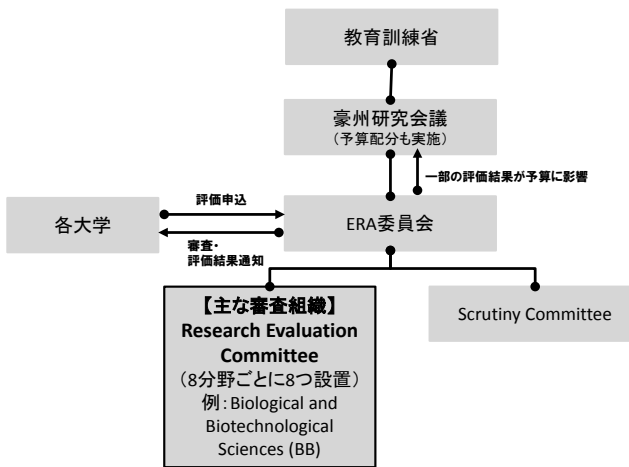 教育訓練省
豪州研究会議
（予算配分も実施）
一部の評価結果が予算に影響
各大学
評価申込
審査・
評価結果通知
ERA委員会
【主な審査組織】
Research Evaluation
Committee
（8分野ごとに8つ設置）
例：Biological and
Biotechnological
Sciences (BB)
Scrutiny Committee